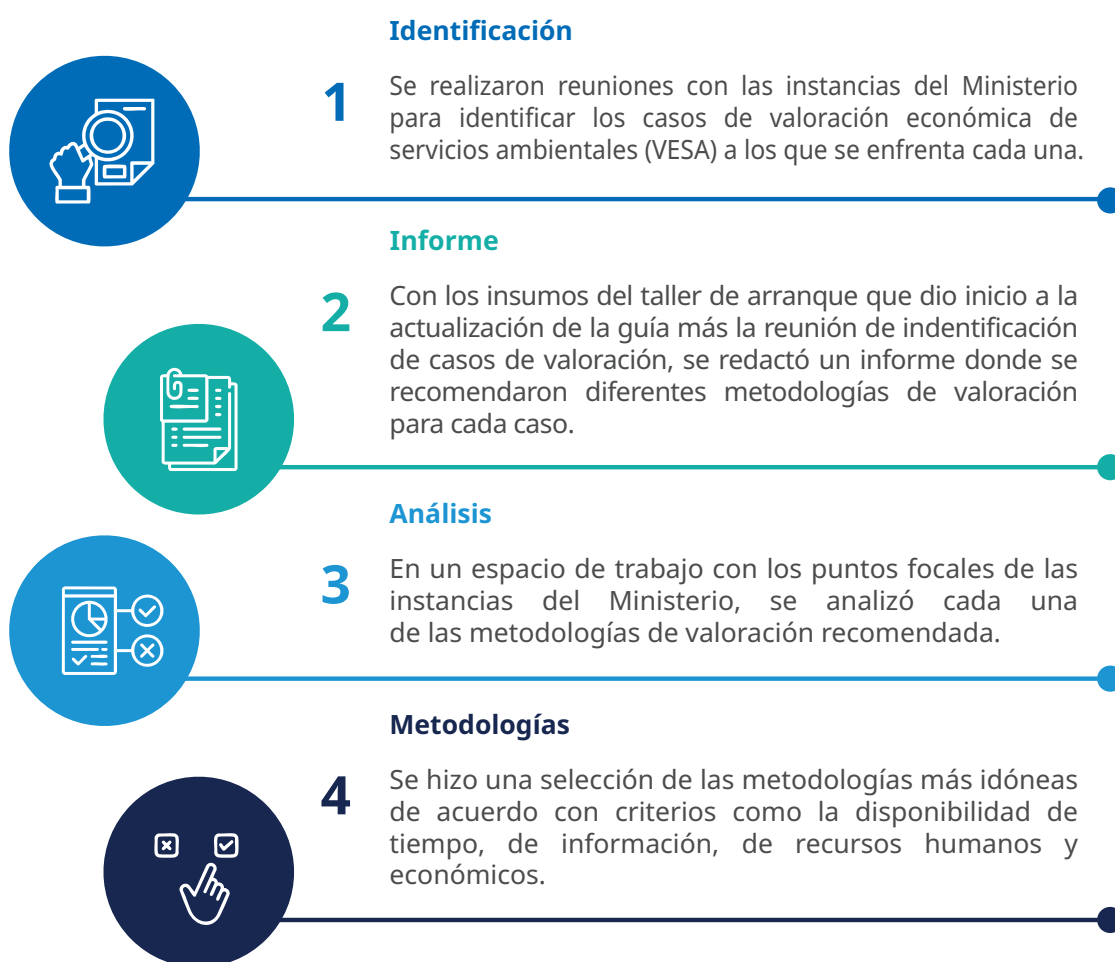 Identificación
1
Se realizaron reuniones con las instancias del Ministerio
para identificar los casos de valoración económica de
servicios ambientales (VESA) a los que se enfrenta cada una.
Informe
2
Con los insumos del taller de arranque que dio inicio a la
actualización de la guía más la reunión de indentificación
de casos de valoración, se redactó un informe donde se
recomendaron diferentes metodologías de valoración
para cada caso.
Análisis
3
En un espacio de trabajo con los puntos focales de las
instancias del Ministerio, se analizó cada una
de las metodologías de valoración recomendada.
Metodologías
4
Se hizo una selección de las metodologías más idóneas
de acuerdo con criterios como la disponibilidad de
tiempo, de información, de recursos humanos y
económicos.